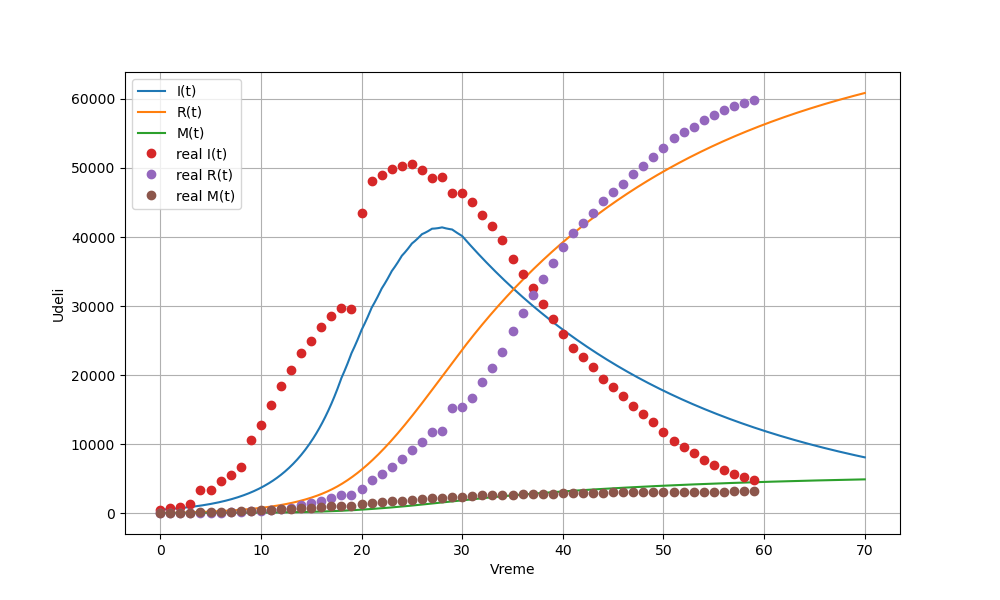 60000
50000
40000
30000
20000
10000
0
Udeli
I(t)
R(t)
M(t)
real I(t)
real R(t)
real M(t)
0 10 20 30 40 50 60 70
Vreme